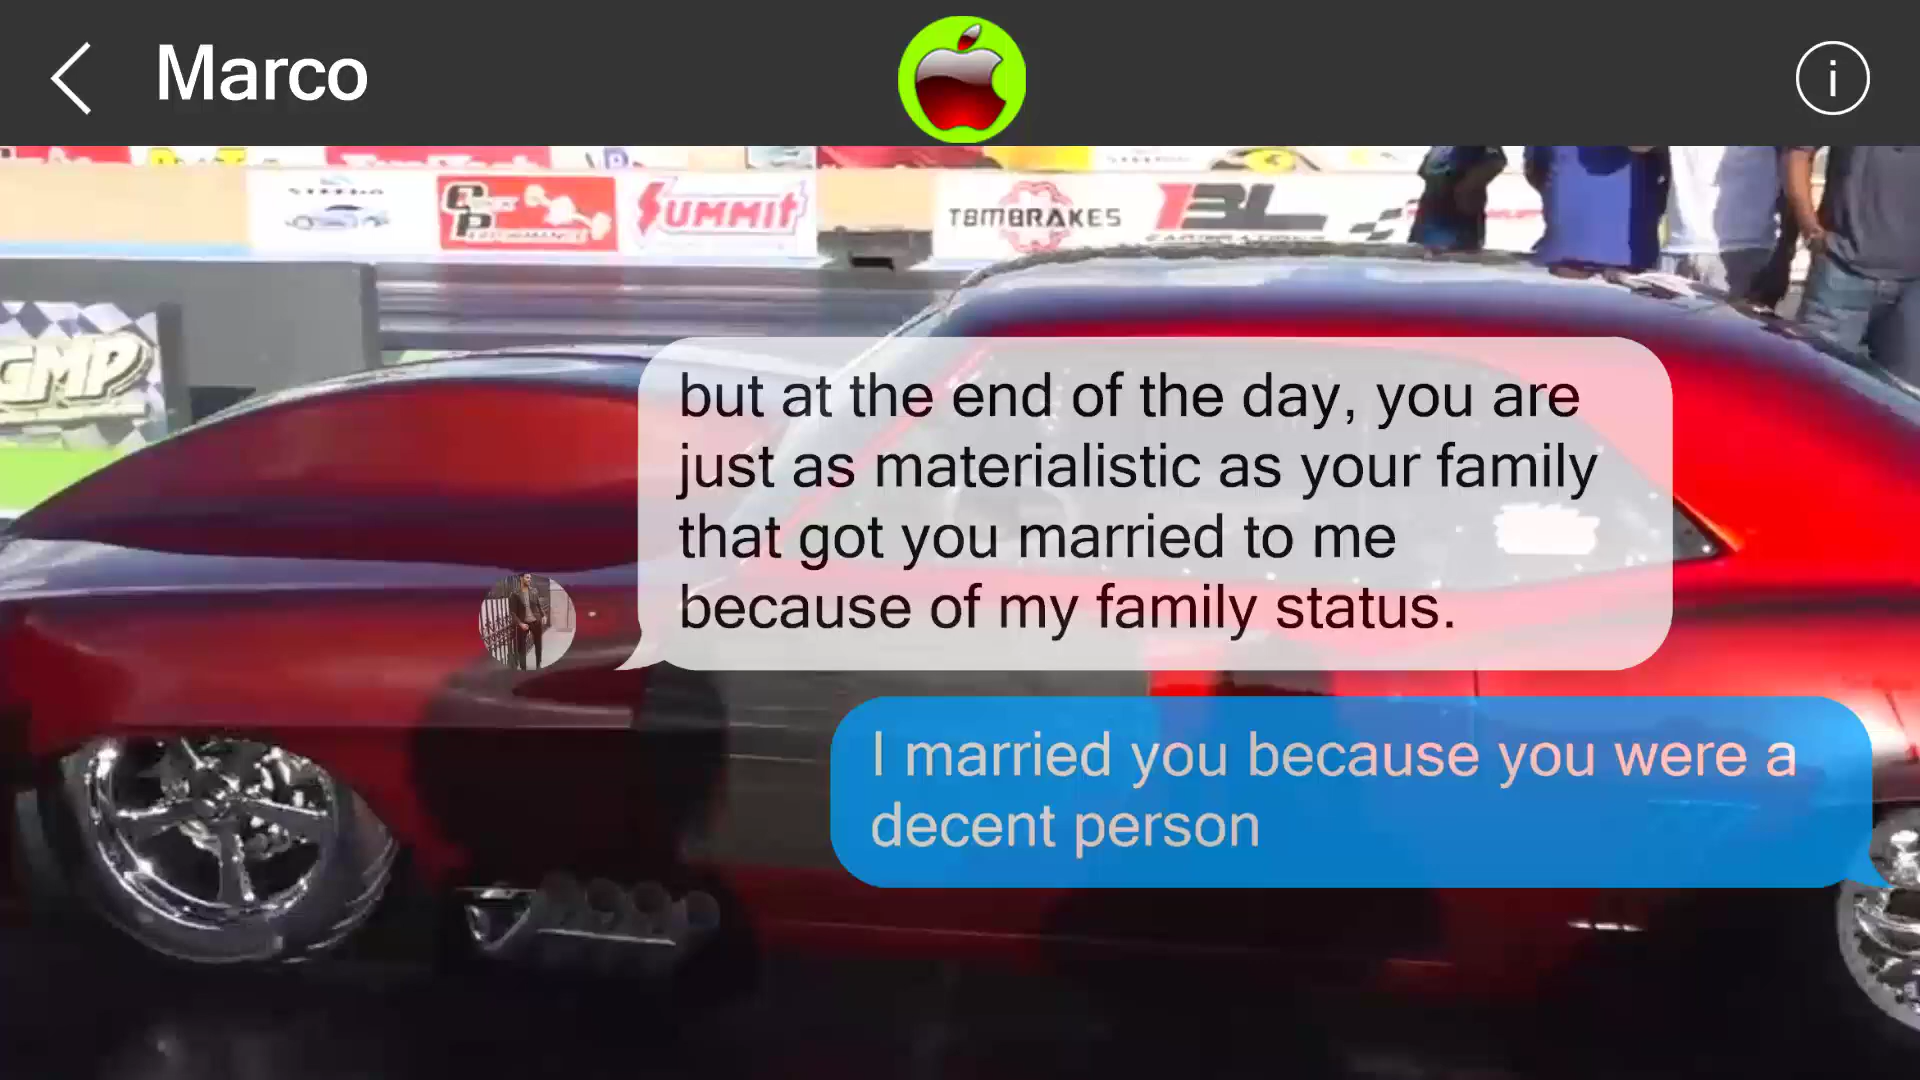 Marco
i
SUMMIT
TBMBRAKES
GMP
but at the end of the day, you are
just as materialistic as your family
that got you married to me
because of my family status.
I married you because you were a
decent person